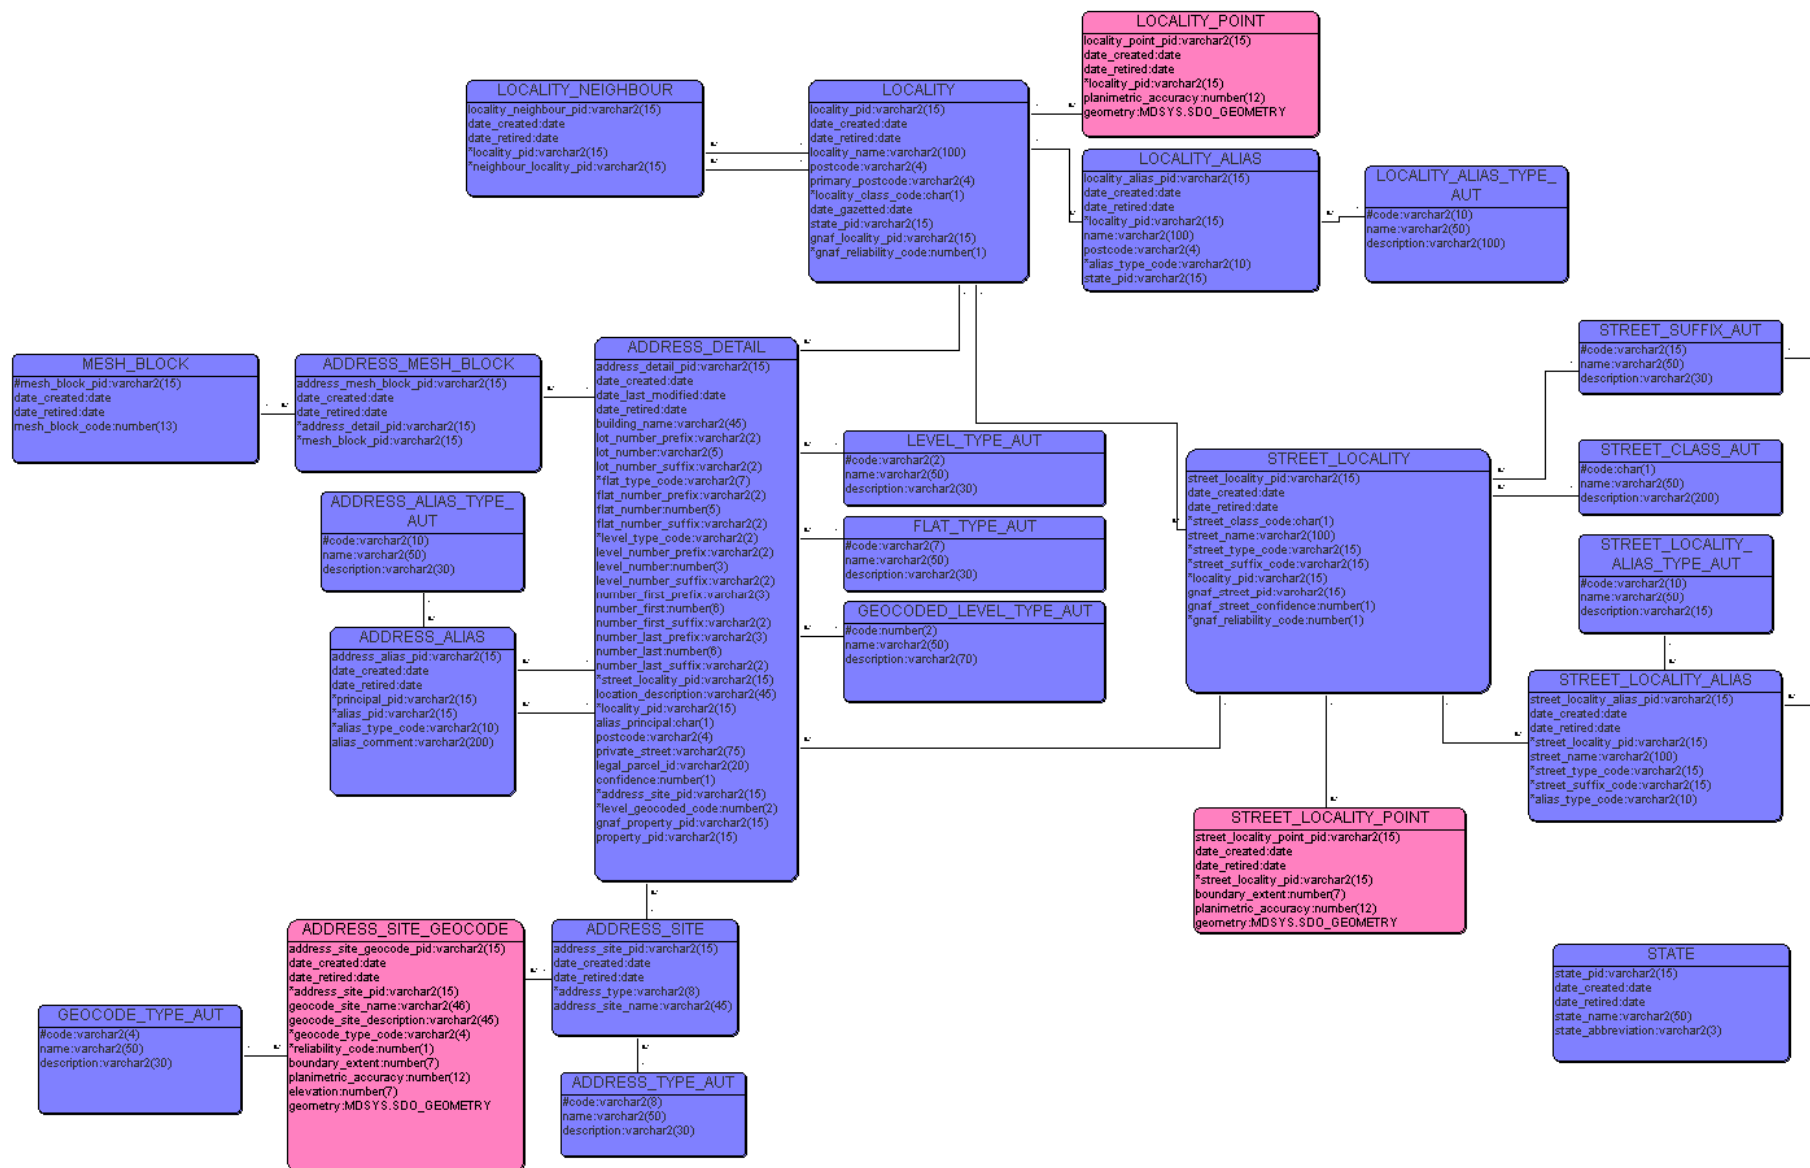 LOCALITY_POINT
locality_point_pid:varchar2(15)
date_created:date
date_retired:date
*locality_pid:varchar2(15)
planimetric_accuracy:number(12)
geometry:MDSYS.SDO_GEOMETRY
LOCALITY_NEIGHBOUR
locality_neighbour_pid:varchar2(15)
date_created:date
date_retired:date
*locality_pid:varchar2(15)
*neighbour_locality_pid:varchar2(15)
LOCALITY
locality_pid:varchar2(15)
date_created:date
date_retired:date
locality_name:varchar2(100)
postcode:varchar2(4)
primary_postcode:varchar2(4)
*locality_class_code:char(1)
date_gazetted:date
state_pid:varchar2(15)
gnaf_locality_pid:varchar2(15)
*gnaf_reliability_code:number(1)
LOCALITY_ALIAS
locality_alias_pid:varchar2(15)
date_created:date
date_retired:date
*locality_pid:varchar2(15)
name:varchar2(100)
postcode:varchar2(4)
*alias_type_code:varchar2(10)
state_pid:varchar2(15)
LOCALITY_ALIAS_TYPE_
AUT
#code:varchar2(10)
name:varchar2(50)
description:varchar2(100)
MESH_BLOCK
#mesh_block_pid:varchar2(15)
date_created:date
date_retired:date
mesh_block_code:number(13)
ADDRESS_MESH_BLOCK
address_mesh_block_pid:varchar2(15)
date_created:date
date_retired:date
*address_detail_pid:varchar2(15)
*mesh_block_pid:varchar2(15)
ADDRESS_DETAIL
address_detail_pid:varchar2(15)
date_created:date
date_last_modified:date
date_retired:date
building_name:varchar2(45)
lot_number_prefix:varchar2(2)
lot_number:varchar2(5)
lot_number_suffix:varchar2(2)
*flat_type_code:varchar2(7)
flat_number_prefix:varchar2(2)
flat_number:number(5)
flat_number_suffix:varchar2(2)
*level_type_code:varchar2(2)
level_number_prefix:varchar2(2)
level_number:number(3)
level_number_suffix:varchar2(2)
number_first_prefix:varchar2(3)
number_first:number(6)
number_first_suffix:varchar2(2)
number_last_prefix:varchar2(3)
number_last:number(6)
number_last_suffix:varchar2(2)
*street_locality_pid:varchar2(15)
location_description:varchar2(45)
*locality_pid:varchar2(15)
alias_principal:char(1)
postcode:varchar2(4)
private_street:varchar2(75)
legal_parcel_id:varchar2(20)
confidence:number(1)
*address_site_pid:varchar2(15)
*level_geocoded_code:number(2)
gnaf_property_pid:varchar2(15)
property_pid:varchar2(15)
LEVEL_TYPE_AUT
#code:varchar2(2)
name:varchar2(50)
description:varchar2(30)
FLAT_TYPE_AUT
#code:varchar2(7)
name:varchar2(50)
description:varchar2(30)
GEOCODED_LEVEL_TYPE_AUT
#code:number(2)
name:varchar2(50)
description:varchar2(70)
ADDRESS_ALIAS_TYPE_
AUT
#code:varchar2(10)
name:varchar2(50)
description:varchar2(30)
ADDRESS_ALIAS
address_alias_pid:varchar2(15)
date_created:date
date_retired:date
*principal_pid:varchar2(15)
*alias_pid:varchar2(15)
*alias_type_code:varchar2(10)
alias_comment:varchar2(200)
STREET_LOCALITY
street_locality_pid:varchar2(15)
date_created:date
date_retired:date
*street_class_code:char(1)
street_name:varchar2(100)
*street_type_code:varchar2(15)
*street_suffix_code:varchar2(15)
*locality_pid:varchar2(15)
gnaf_street_pid:varchar2(15)
gnaf_street_confidence:number(1)
*gnaf_reliability_code:number(1)
STREET_SUFFIX_AUT
#code:varchar2(15)
name:varchar2(50)
description:varchar2(30)
STREET_CLASS_AUT
#code:char(1)
name:varchar2(50)
description:varchar2(200)
STREET_LOCALITY_
ALIAS_TYPE_AUT
#code:varchar2(10)
name:varchar2(50)
description:varchar2(15)
STREET_LOCALITY_ALIAS
street_locality_alias_pid:varchar2(15)
date_created:date
date_retired:date
*street_locality_pid:varchar2(15)
street_name:varchar2(100)
*street_type_code:varchar2(15)
*street_suffix_code:varchar2(15)
*alias_type_code:varchar2(10)
STREET_LOCALITY_POINT
street_locality_point_pid:varchar2(15)
date_created:date
date_retired:date
*street_locality_pid:varchar2(15)
boundary_extent:number(7)
planimetric_accuracy:number(12)
geometry:MDSYS.SDO_GEOMETRY
ADDRESS_SITE_GEOCODE
address_site_geocode_pid:varchar2(15)
date_created:date
date_retired:date
*address_site_pid:varchar2(15)
geocode_site_name:varchar2(46)
geocode_site_description:varchar2(45)
*geocode_type_code:varchar2(4)
*reliability_code:number(1)
boundary_extent:number(7)
planimetric_accuracy:number(12)
elevation:number(7)
geometry:MDSYS.SDO_GEOMETRY
ADDRESS_SITE
address_site_pid:varchar2(15)
date_created:date
date_retired:date
*address_type:varchar2(8)
address_site_name:varchar2(45)
GEOCODE_TYPE_AUT
#code:varchar2(4)
name:varchar2(50)
description:varchar2(30)
ADDRESS_TYPE_AUT
#code:varchar2(8)
name:varchar2(50)
description:varchar2(30)
STATE
state_pid:varchar2(15)
date_created:date
date_retired:date
state_name:varchar2(50)
state_abbreviation:varchar2(3)